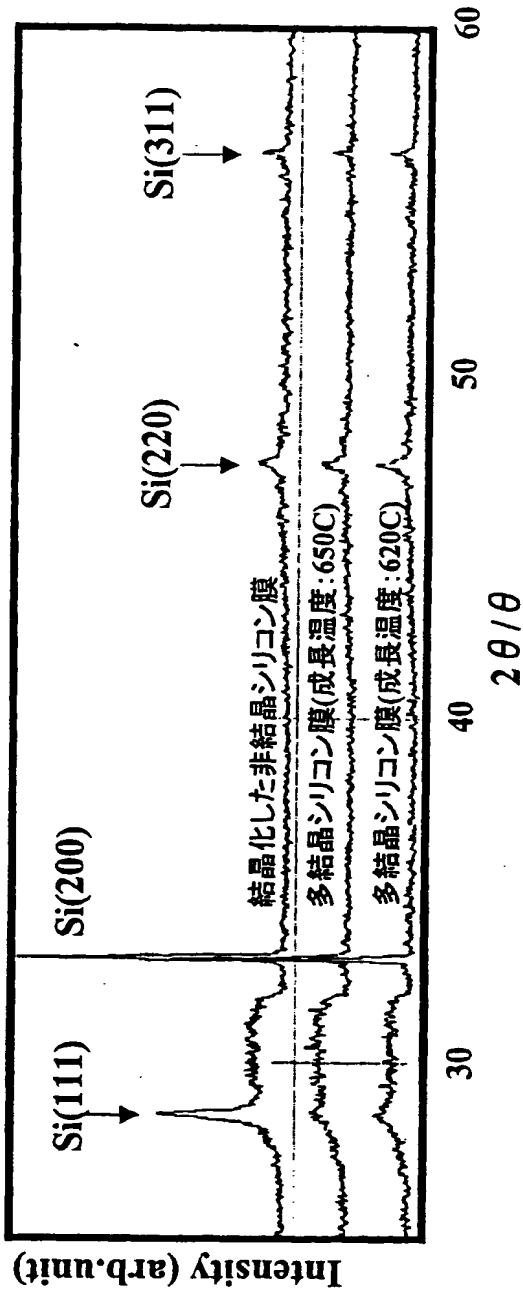 Intensity (arb.unit)
Si(111)
Si(200)
Si(220)
Si(311)
結晶化した非結晶シリコン膜
多結晶シリコン膜(成長温度:650C)
多結晶シリコン膜(成長温度:620C)
30
40
50
60
2θ/θ